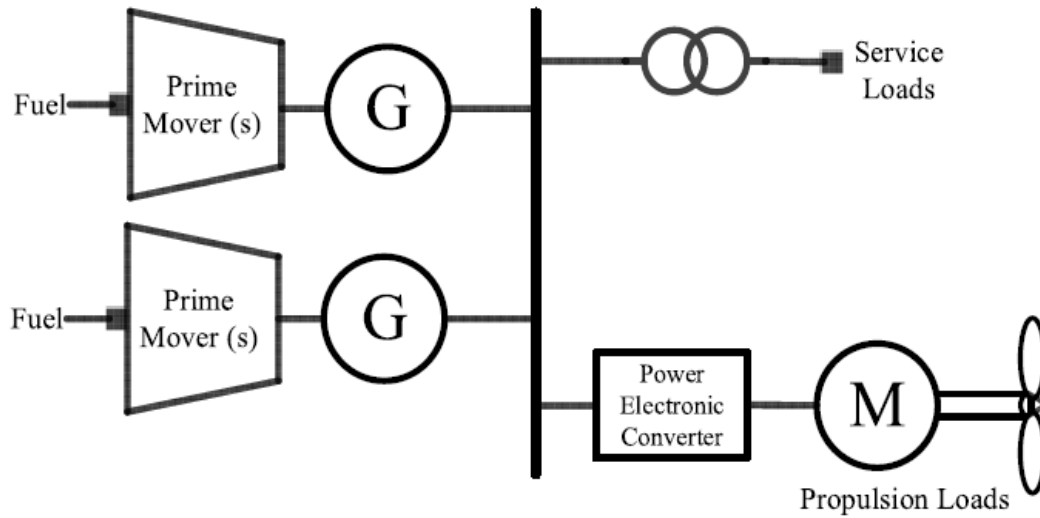 Fuel
Prime
Mover (s)
G
Service
Loads
Fuel
Prime
Mover (s)
G
Power
Electronic
Converter
M
Propulsion Loads